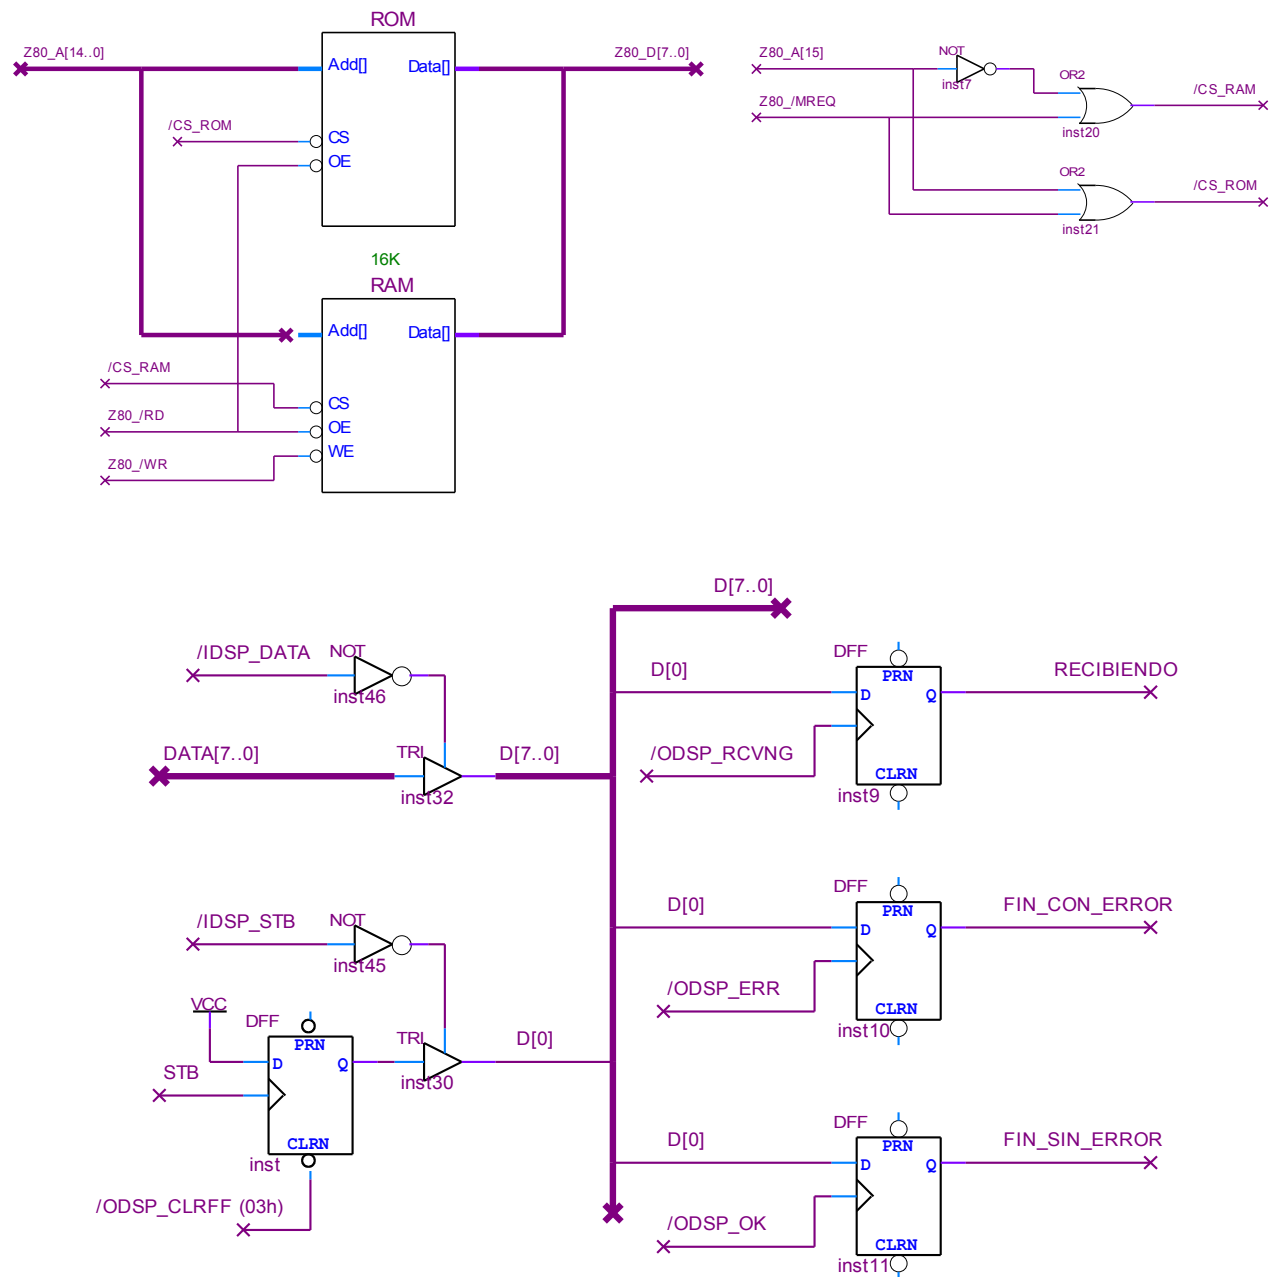 ROM
Z80_A[14..0]
Z80_D[7..0]
Add[]
Data[]
/CS_ROM
CS
OE
16K
RAM
Add[]
Data[]
/CS_RAM
CS
Z80_/RD
OE
WE
Z80_/WR
Z80_A[15]
NOT
inst7
OR2
/CS_RAM
Z80_/MREQ
inst20
OR2
/CS_ROM
inst21
D[7..0]
/IDSP_DATA
NOT
inst46
DATA[7..0]
TRI
D[7..0]
inst32
D[0]
DFF
PRN
D
Q
RECIBIENDO
/ODSP_RCVNG
CLRN
inst9
/IDSP_STB
NOT
inst45
D[0]
DFF
PRN
D
Q
FIN_CON_ERROR
/ODSP_ERR
CLRN
inst10
VCC
DFF
PRN
D
Q
TRI
D[0]
inst30
STB
CLRN
inst
/ODSP_CLRFF (03h)
D[0]
DFF
PRN
D
Q
FIN_SIN_ERROR
/ODSP_OK
CLRN
inst11